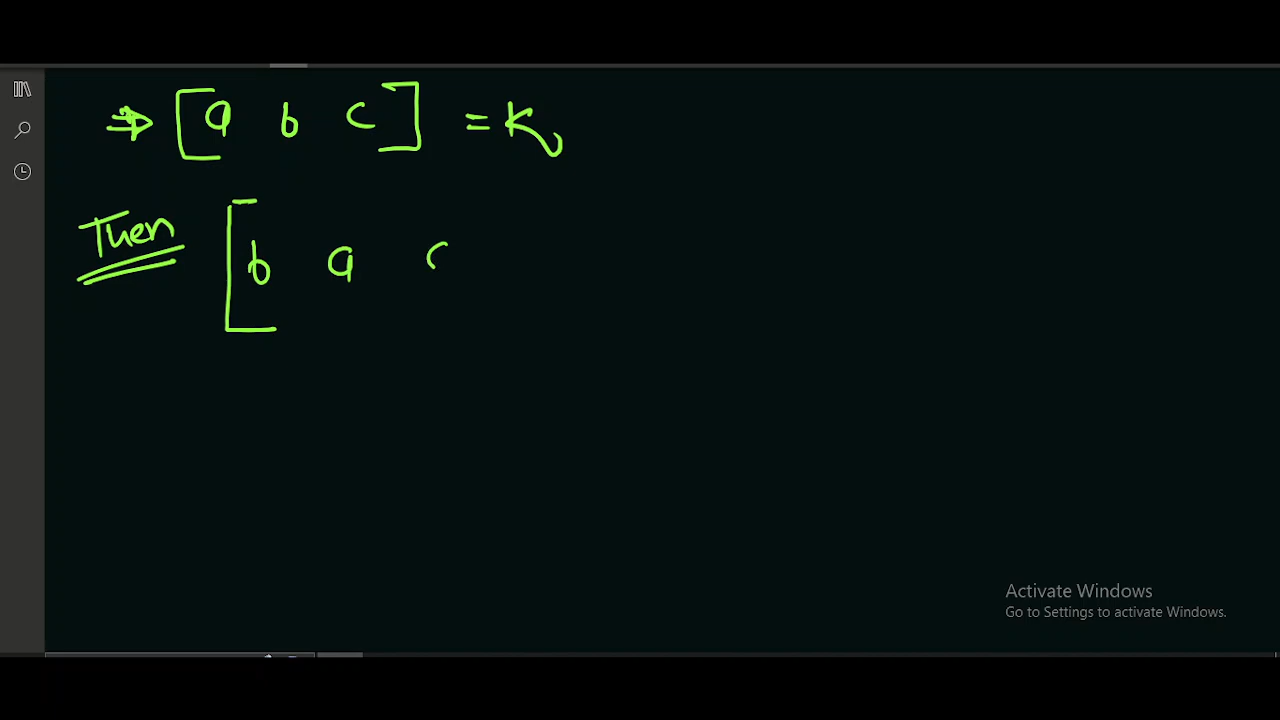 ⇒ [a b c] = K,
Then [b a c
Activate Windows
Go to Settings to activate Windows.